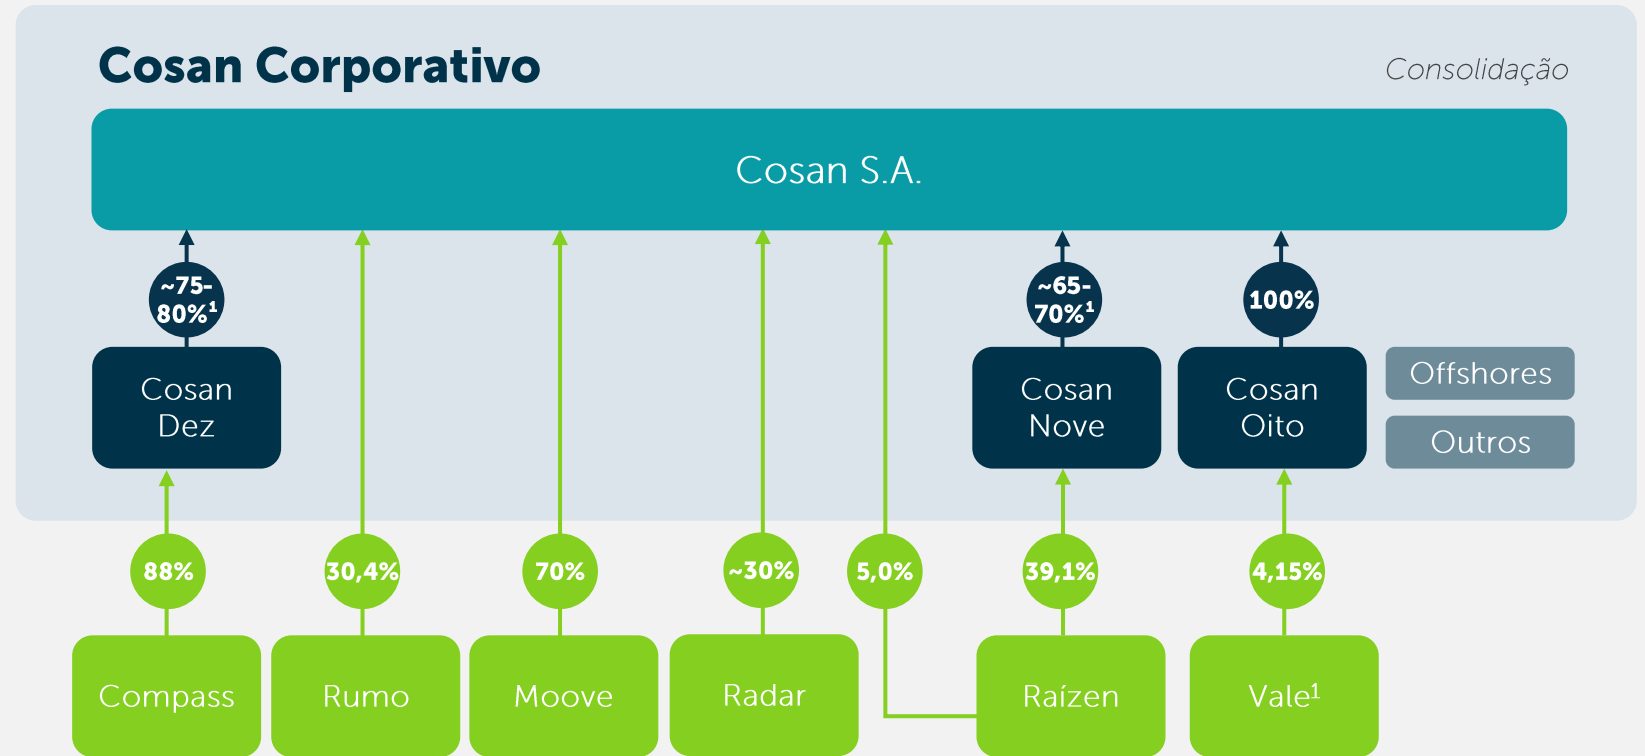 Cosan Corporativo
Consolidação
Cosan S.A.
~75-
80%¹
~65-
70%¹
100%
Cosan
Dez
Cosan
Nove
Cosan
Oito
Offshores
Outros
88%
30,4%
70%
~30%
5,0%
39,1%
4,15%
Compass
Rumo
Moove
Radar
Raízen
Vale¹